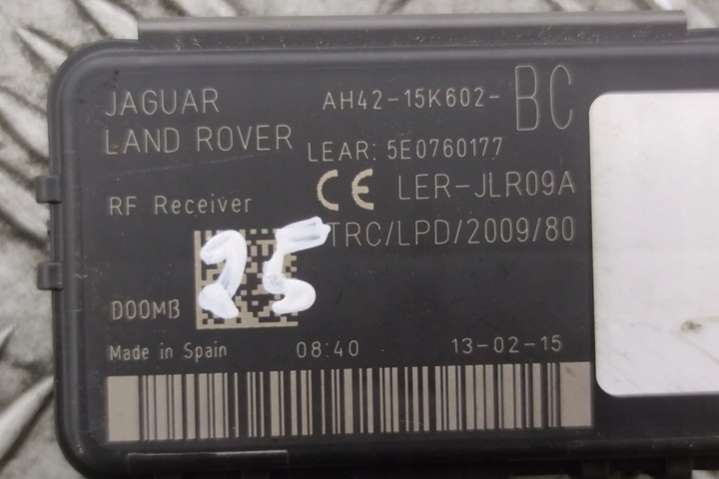 JAGUAR
LAND ROVER
AH42-15K602-BC
LEAR: 5E0760177
CE LER-JLR09A
RF Receiver
TRC/LPD/2009/80
25
D00MB
Made in Spain 08:40 13-02-15